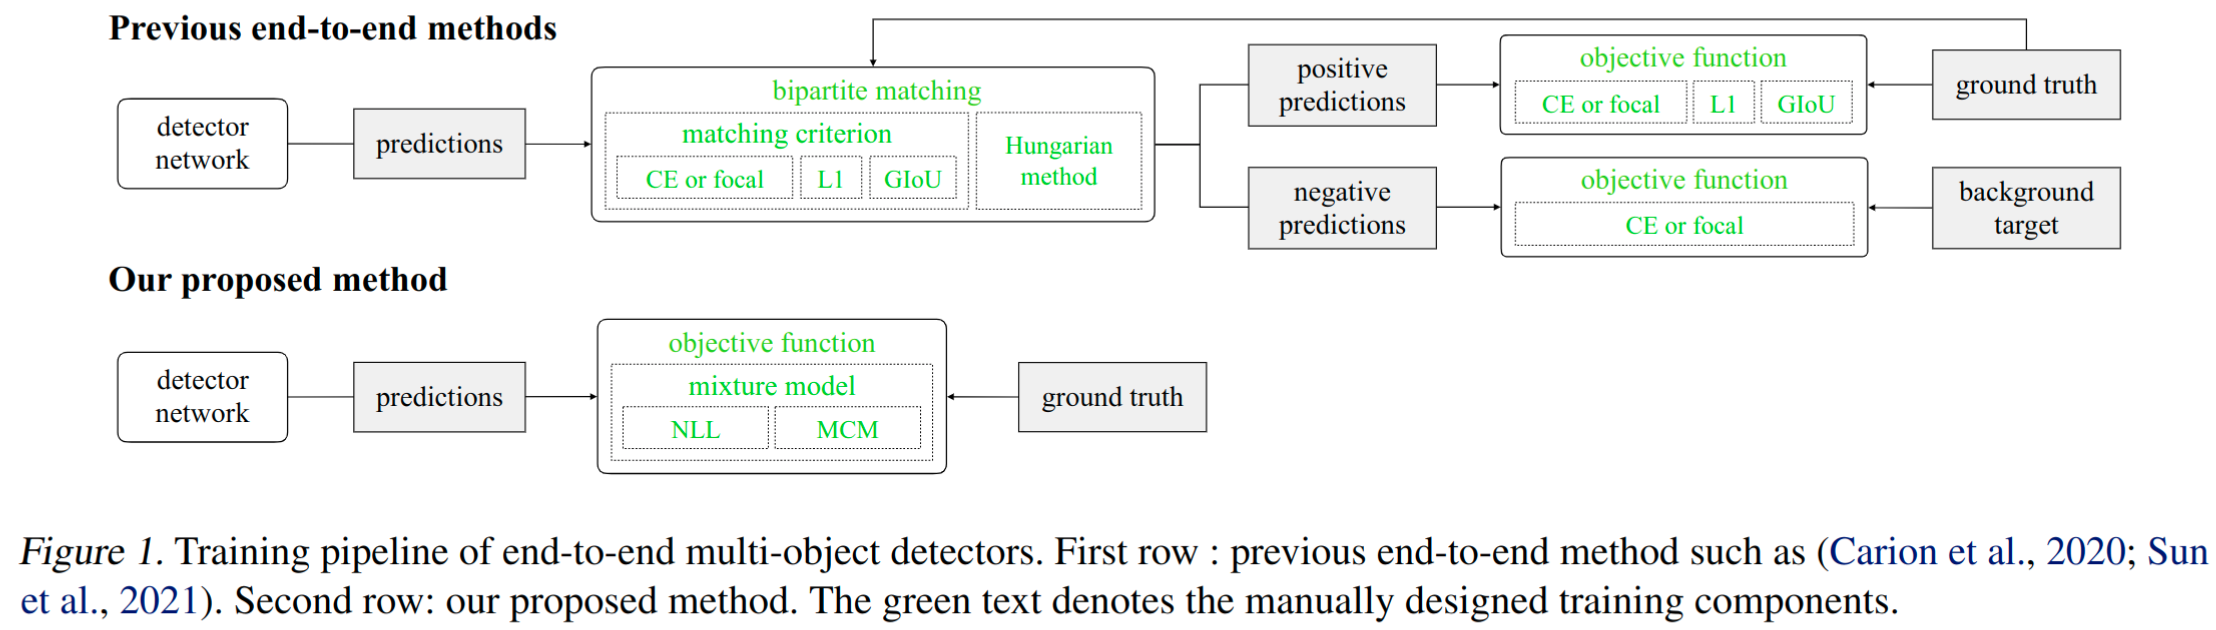 Previous end-to-end methods
detector
network
predictions
bipartite matching
matching criterion
CE or focal
L1
GIoU
Hungarian
method
positive
predictions
objective function
CE or focal
L1
GIoU
ground truth
negative
predictions
objective function
CE or focal
background
target
Our proposed method
detector
network
predictions
objective function
mixture model
NLL
MCM
ground truth
Figure 1. Training pipeline of end-to-end multi-object detectors. First row : previous end-to-end method such as (Carion et al., 2020; Sun
et al., 2021). Second row: our proposed method. The green text denotes the manually designed training components.